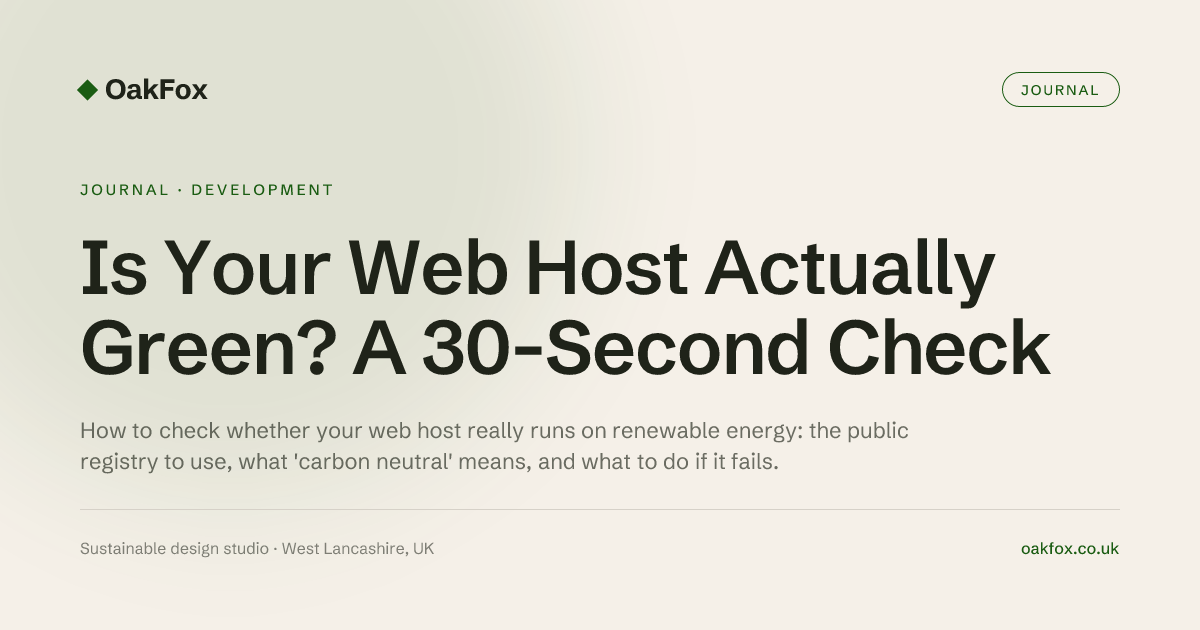 OakFox
JOURNAL
JOURNAL · DEVELOPMENT
Is Your Web Host Actually
Green? A 30-Second Check
How to check whether your web host really runs on renewable energy: the public
registry to use, what 'carbon neutral' means, and what to do if it fails.
Sustainable design studio · West Lancashire, UK
oakfox.co.uk